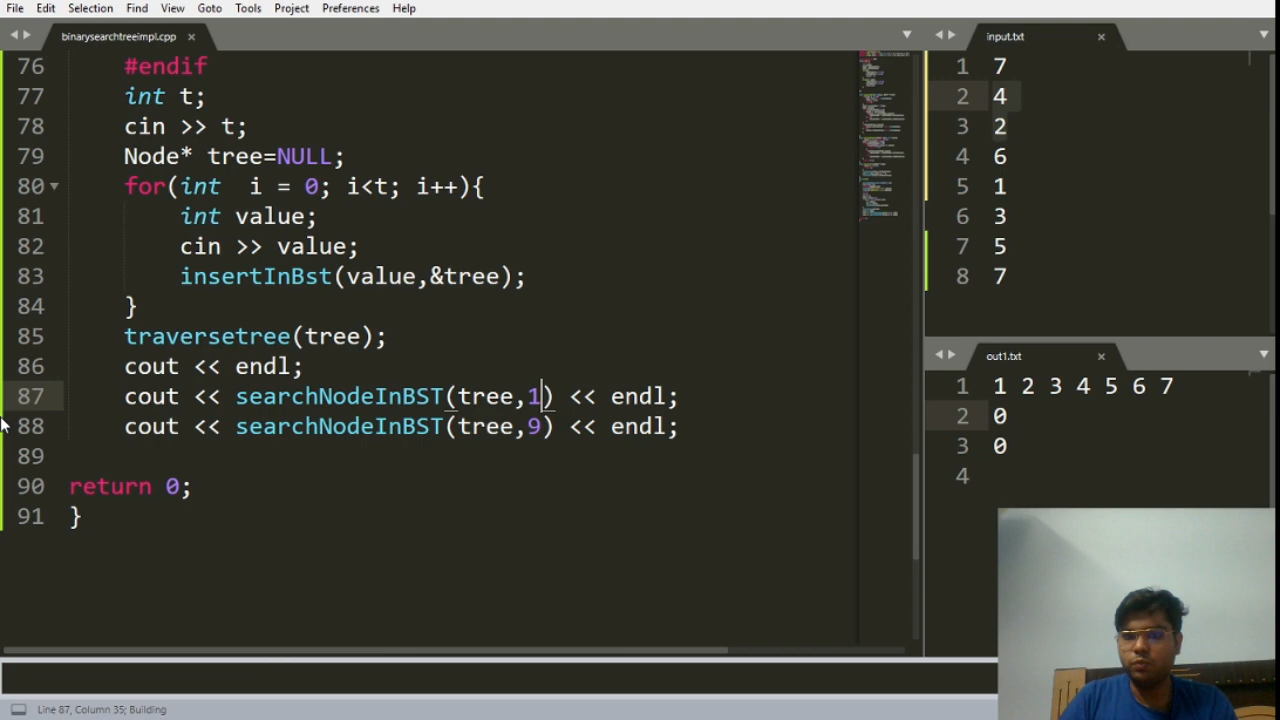 File Edit Selection Find View Goto Tools Project Preferences Help
binarysearchtreeimpl.cpp ×
76 #endif
77 int t;
78 cin >> t;
79 Node* tree=NULL;
80 for(int  i = 0; i<t; i++){
81 int value;
82 cin >> value;
83 insertInBst(value,&tree);
84 }
85 traversetree(tree);
86 cout << endl;
87 cout << searchNodeInBST(tree,1) << endl;
88 cout << searchNodeInBST(tree,9) << endl;
89
90 return 0;
91 }
input.txt ×
1 7
2 4
3 2
4 6
5 1
6 3
7 5
8 7
out1.txt ×
1 1 2 3 4 5 6 7
2 0
3 0
4
Line 87, Column 35; Building